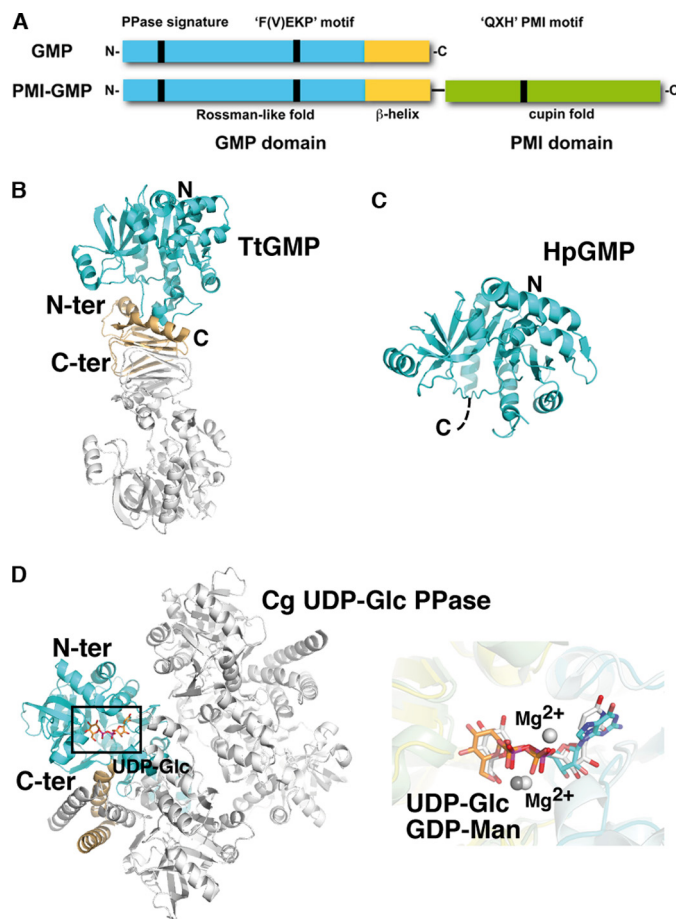 A
PPase signature 'F(V)EKP' motif 'QXH' PMI motif
GMP N- -C
PMI-GMP N- -C
Rossman-like fold β-helix cupin fold
GMP domain PMI domain
B
N
TtGMP
N-ter
C
C-ter
C
HpGMP
N
C
D
Cg UDP-Glc PPase
N-ter
UDP-Glc
C-ter
Mg2+
Mg2+
UDP-Glc
GDP-Man